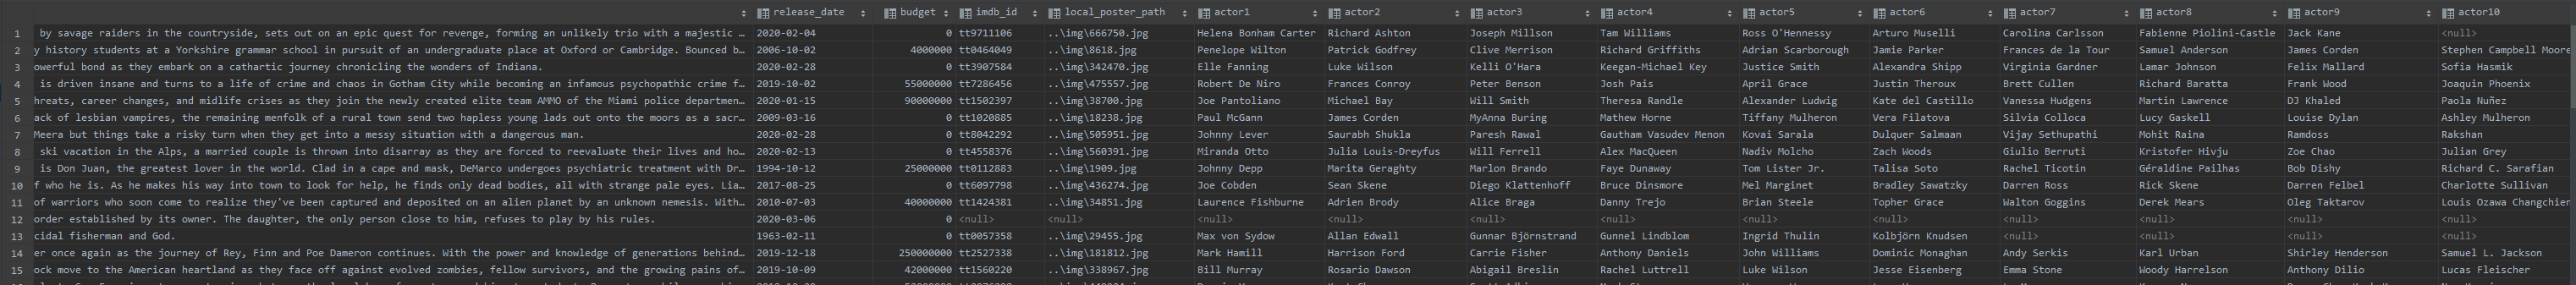 release_date budget imdb_id local_poster_path actor1 actor2 actor3 actor4 actor5 actor6 actor7 actor8 actor9 actor10
1 by savage raiders in the countryside, sets out on an epic quest for revenge, forming an unlikely trio with a majestic … 2020-02-04 0 tt9711106 ..\img\666750.jpg Helena Bonham Carter Richard Ashton Joseph Millson Tam Williams Ross O'Hennessy Arturo Muselli Carolina Carlsson Fabienne Piolini-Castle Jack Kane <null>
2 y history students at a Yorkshire grammar school in pursuit of an undergraduate place at Oxford or Cambridge. Bounced b… 2006-10-02 4000000 tt0464049 ..\img\8618.jpg Penelope Wilton Patrick Godfrey Clive Merrison Richard Griffiths Adrian Scarborough Jamie Parker Frances de la Tour Samuel Anderson James Corden Stephen Campbell Moore
3 owerful bond as they embark on a cathartic journey chronicling the wonders of Indiana. 2020-02-28 0 tt3907584 ..\img\342470.jpg Elle Fanning Luke Wilson Kelli O'Hara Keegan-Michael Key Justice Smith Alexandra Shipp Virginia Gardner Lamar Johnson Felix Mallard Sofia Hasmik
4 is driven insane and turns to a life of crime and chaos in Gotham City while becoming an infamous psychopathic crime f… 2019-10-02 55000000 tt7286456 ..\img\475557.jpg Robert De Niro Frances Conroy Peter Benson Josh Pais April Grace Justin Theroux Brett Cullen Richard Baratta Frank Wood Joaquin Phoenix
5 hreats, career changes, and midlife crises as they join the newly created elite team AMMO of the Miami police departmen… 2020-01-15 90000000 tt1502397 ..\img\38700.jpg Joe Pantoliano Michael Bay Will Smith Theresa Randle Alexander Ludwig Kate del Castillo Vanessa Hudgens Martin Lawrence DJ Khaled Paola Nuñez
6 ack of lesbian vampires, the remaining menfolk of a rural town send two hapless young lads out onto the moors as a sacr… 2009-03-16 0 tt1020885 ..\img\18238.jpg Paul McGann James Corden MyAnna Buring Mathew Horne Tiffany Mulheron Vera Filatova Silvia Colloca Lucy Gaskell Louise Dylan Ashley Mulheron
7 Meera but things take a risky turn when they get into a messy situation with a dangerous man. 2020-02-28 0 tt8042292 ..\img\505951.jpg Johnny Lever Saurabh Shukla Paresh Rawal Gautham Vasudev Menon Kovai Sarala Dulquer Salmaan Vijay Sethupathi Mohit Raina Ramdoss Rakshan
8 ski vacation in the Alps, a married couple is thrown into disarray as they are forced to reevaluate their lives and ho… 2020-02-13 0 tt4558376 ..\img\560391.jpg Miranda Otto Julia Louis-Dreyfus Will Ferrell Alex MacQueen Nadiv Molcho Zach Woods Giulio Berruti Kristofer Hivju Zoe Chao Julian Grey
9 is Don Juan, the greatest lover in the world. Clad in a cape and mask, DeMarco undergoes psychiatric treatment with Dr… 1994-10-12 25000000 tt0112883 ..\img\1909.jpg Johnny Depp Marita Geraghty Marlon Brando Faye Dunaway Tom Lister Jr. Talisa Soto Rachel Ticotin Géraldine Pailhas Bob Dishy Richard C. Sarafian
10 f who he is. As he makes his way into town to look for help, he finds only dead bodies, all with strange pale eyes. Lia… 2017-08-25 0 tt6097798 ..\img\436274.jpg Joe Cobden Sean Skene Diego Klattenhoff Bruce Dinsmore Mel Marginet Bradley Sawatzky Darren Ross Rick Skene Darren Felbel Charlotte Sullivan
11 of warriors who soon come to realize they've been captured and deposited on an alien planet by an unknown nemesis. With… 2010-07-03 40000000 tt1424381 ..\img\34851.jpg Laurence Fishburne Adrien Brody Alice Braga Danny Trejo Brian Steele Topher Grace Walton Goggins Derek Mears Oleg Taktarov Louis Ozawa Changchien
12 order established by its owner. The daughter, the only person close to him, refuses to play by his rules. 2020-03-06 0 <null> <null> <null> <null> <null> <null> <null> <null> <null> <null> <null> <null>
13 cidal fisherman and God. 1963-02-11 0 tt0057358 ..\img\29455.jpg Max von Sydow Allan Edwall Gunnar Björnstrand Gunnel Lindblom Ingrid Thulin Kolbjörn Knudsen <null> <null> <null> <null>
14 er once again as the journey of Rey, Finn and Poe Dameron continues. With the power and knowledge of generations behind… 2019-12-18 250000000 tt2527338 ..\img\181812.jpg Mark Hamill Harrison Ford Carrie Fisher Anthony Daniels John Williams Dominic Monaghan Andy Serkis Karl Urban Shirley Henderson Samuel L. Jackson
15 ock move to the American heartland as they face off against evolved zombies, fellow survivors, and the growing pains of… 2019-10-09 42000000 tt1560220 ..\img\338967.jpg Bill Murray Rosario Dawson Abigail Breslin Rachel Luttrell Luke Wilson Jesse Eisenberg Emma Stone Woody Harrelson Anthony Dilio Lucas Fleischer